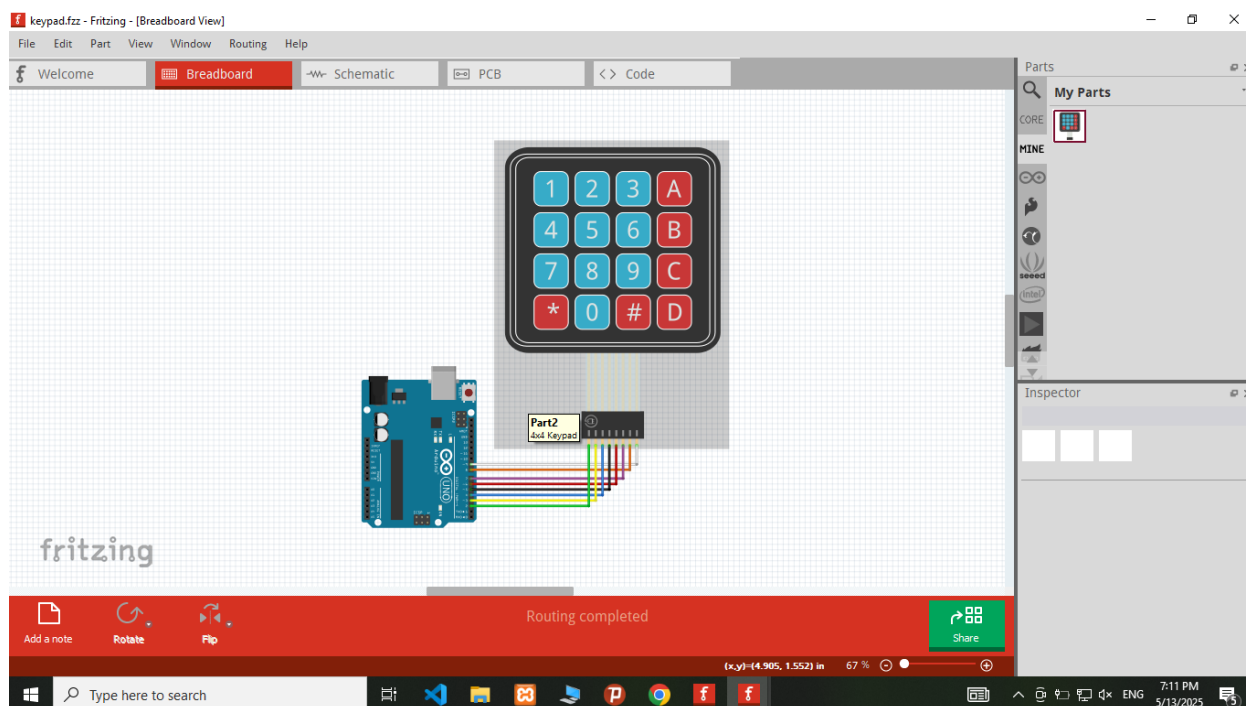 keypad.fzz - Fritzing - [Breadboard View]
File Edit Part View Window Routing Help
Welcome
Breadboard
Schematic
PCB
Code
Parts
My Parts
CORE
MINE
seeed
intel
1 2 3 A
4 5 6 B
7 8 9 C
* 0 # D
Part2
4x4 Keypad
UNO
fritzing
Inspector
Add a note
Rotate
Flip
Routing completed
Share
(x,y)=(4.905, 1.552) in 67 %
Type here to search
ENG
7:11 PM
5/13/2025
5